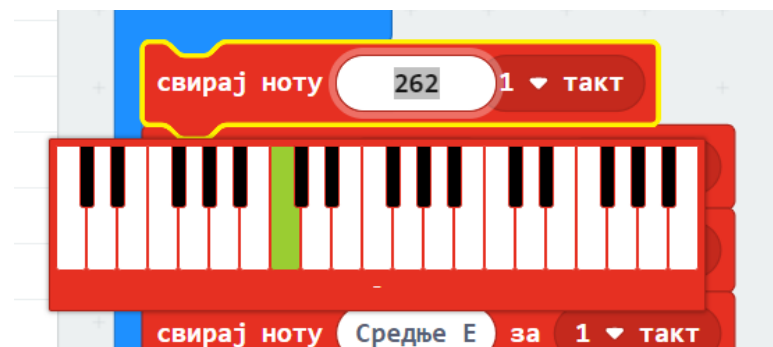 свирај ноту 262 1 такт
свирај ноту Средње Е за 1 такт